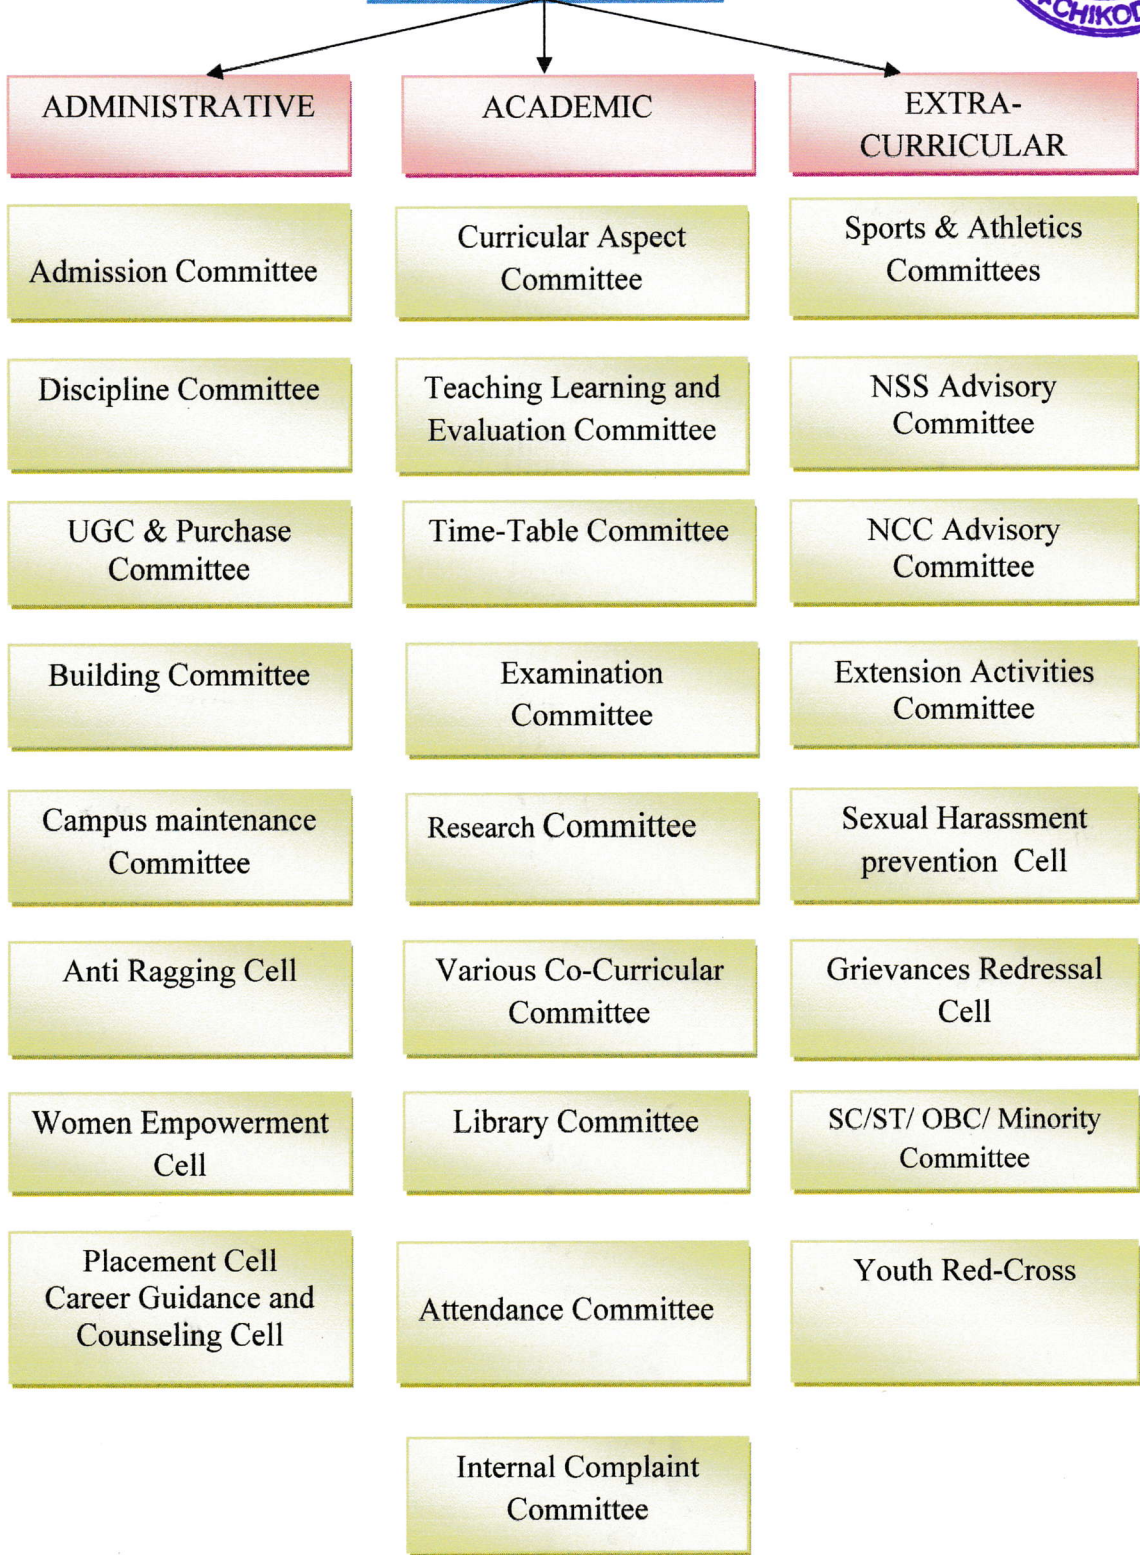 CHIKOD
ADMINISTRATIVE
ACADEMIC
EXTRA-
CURRICULAR
Admission Committee
Curricular Aspect
Committee
Sports & Athletics
Committees
Discipline Committee
Teaching Learning and
Evaluation Committee
NSS Advisory
Committee
UGC & Purchase
Committee
Time-Table Committee
NCC Advisory
Committee
Building Committee
Examination
Committee
Extension Activities
Committee
Campus maintenance
Committee
Research Committee
Sexual Harassment
prevention Cell
Anti Ragging Cell
Various Co-Curricular
Committee
Grievances Redressal
Cell
Women Empowerment
Cell
Library Committee
SC/ST/ OBC/ Minority
Committee
Placement Cell
Career Guidance and
Counseling Cell
Attendance Committee
Youth Red-Cross
Internal Complaint
Committee